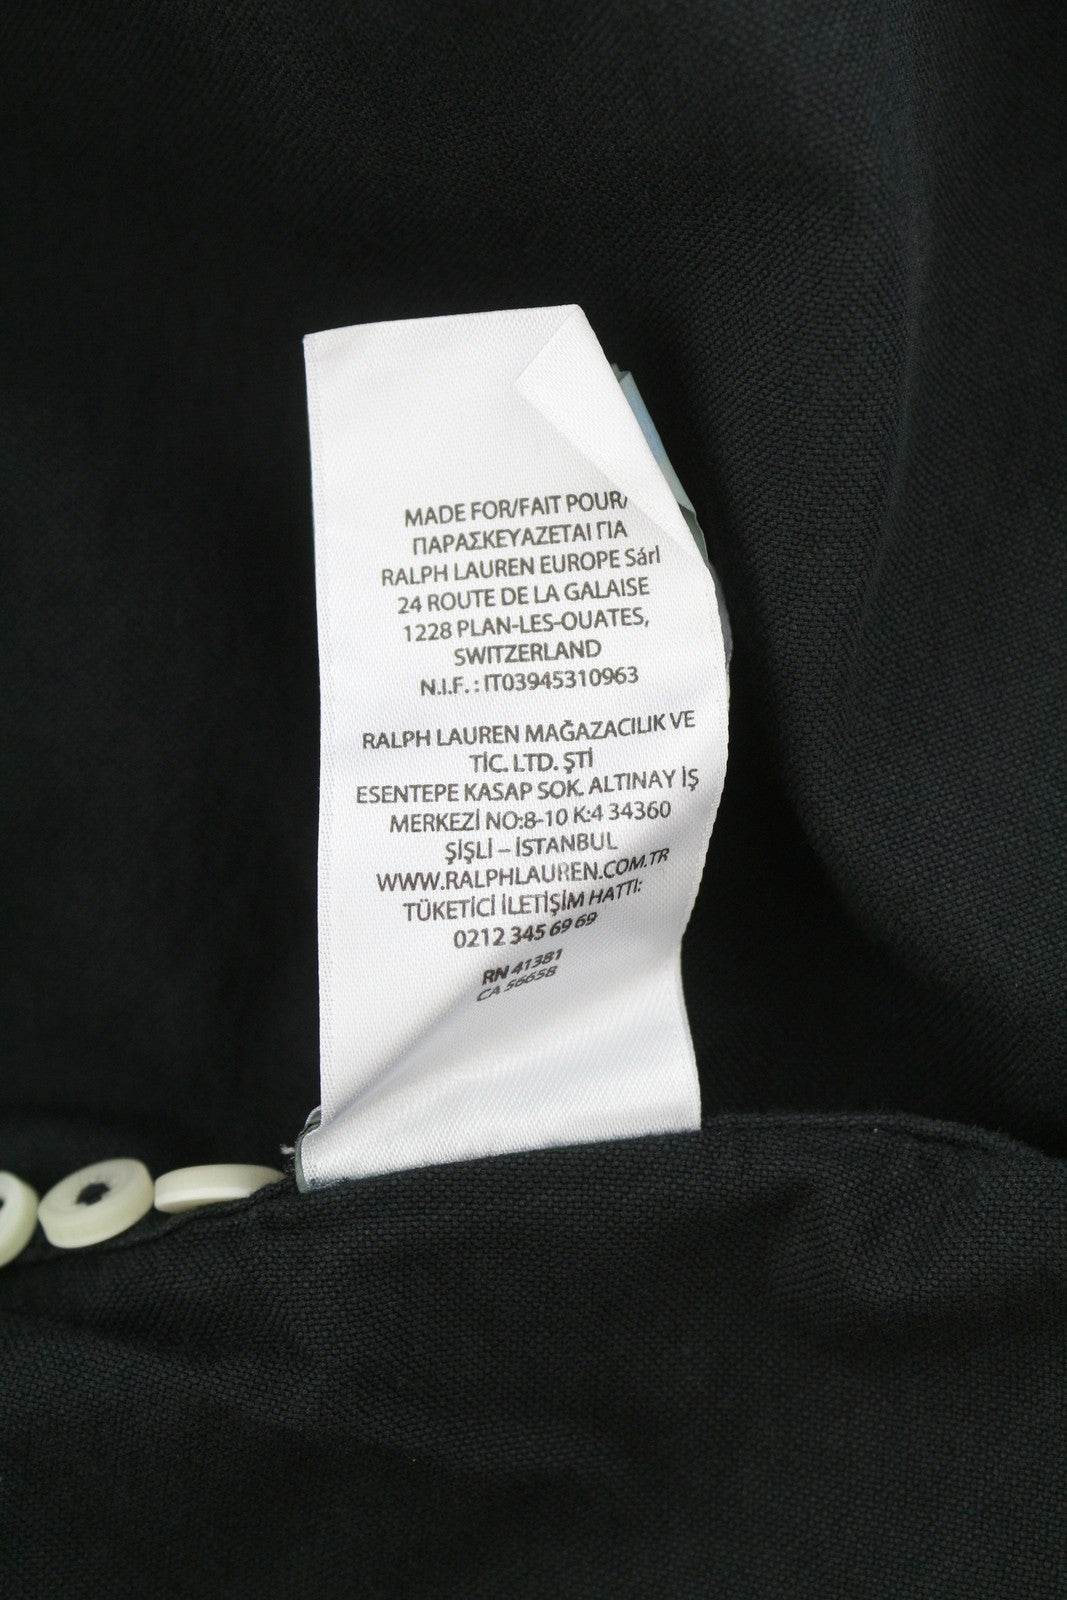 MADE FOR/FAIT POUR/
ΠΑΡΑΣΚΕΥΑΖΕΤΑΙ ΓΙΑ
RALPH LAUREN EUROPE Sárl
24 ROUTE DE LA GALAISE
1228 PLAN-LES-OUATES,
SWITZERLAND
N.I.F. : IT03945310963
RALPH LAUREN MAĞAZACILIK VE
TİC. LTD. ŞTİ
ESENTEPE KASAP SOK. ALTINAY İŞ
MERKEZİ NO:8-10 K:4 34360
ŞİŞLİ – İSTANBUL
WWW.RALPHLAUREN.COM.TR
TÜKETİCİ İLETİŞİM HATTI:
0212 345 69 69
RN 41381
CA 56658